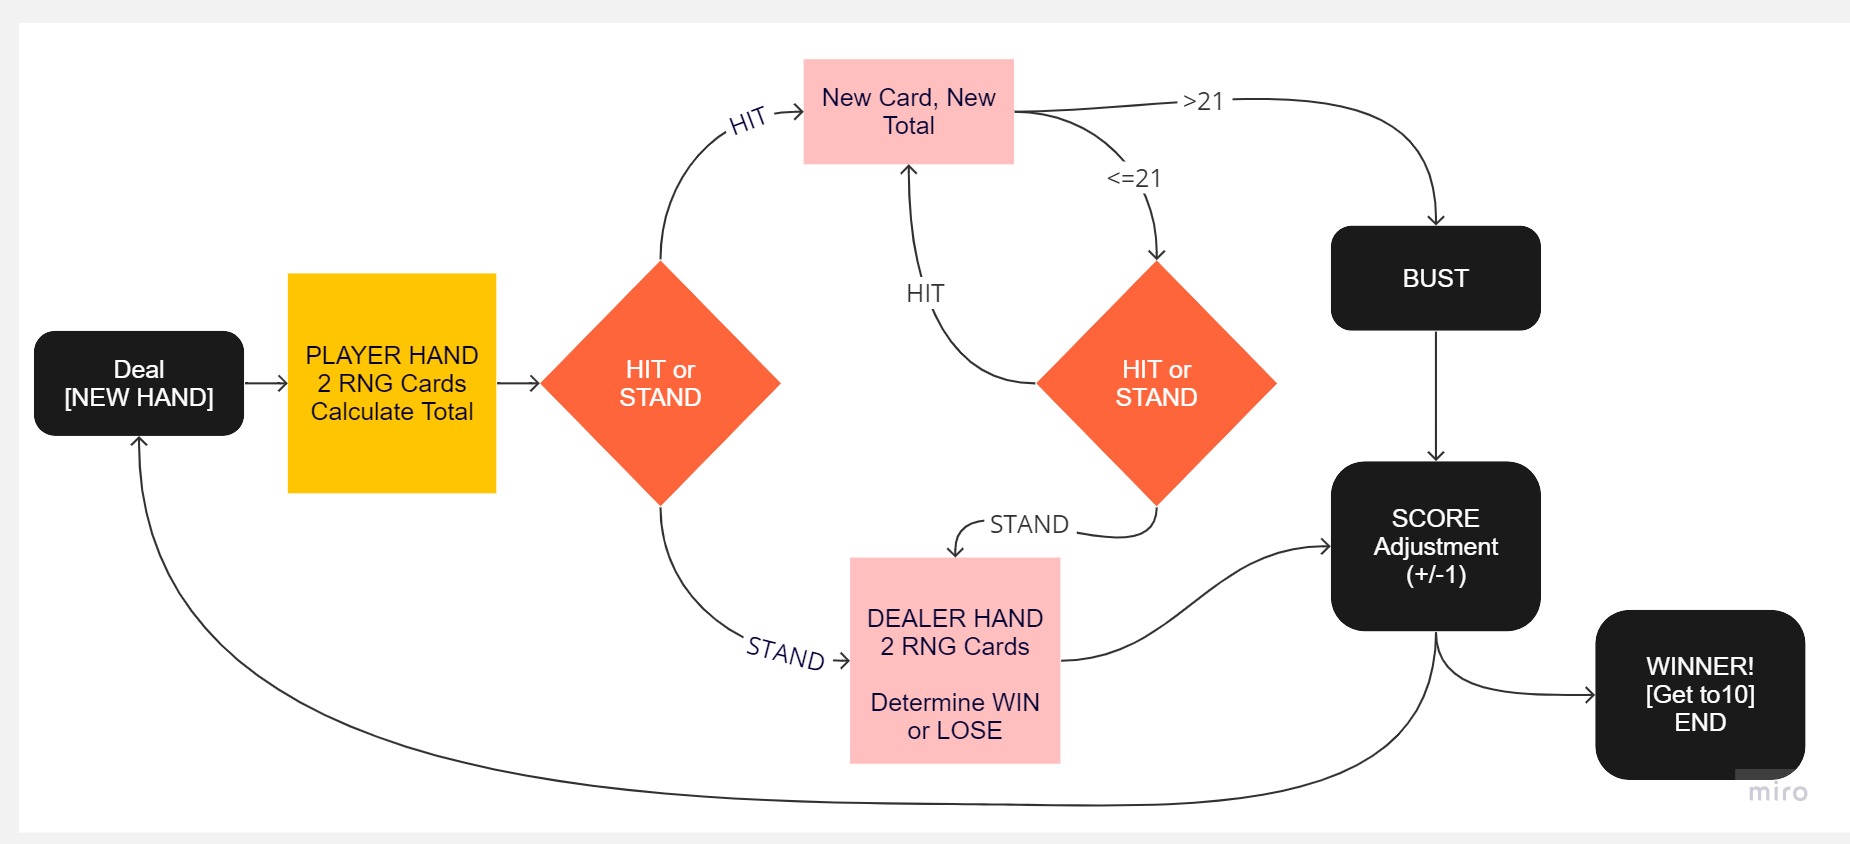 New Card, New
Total
HIT
>21
<=21
BUST
HIT
Deal
[NEW HAND]
PLAYER HAND
2 RNG Cards
Calculate Total
HIT or
STAND
HIT or
STAND
STAND
STAND
DEALER HAND
2 RNG Cards
Determine WIN
or LOSE
SCORE
Adjustment
(+/-1)
WINNER!
[Get to10]
END
miro